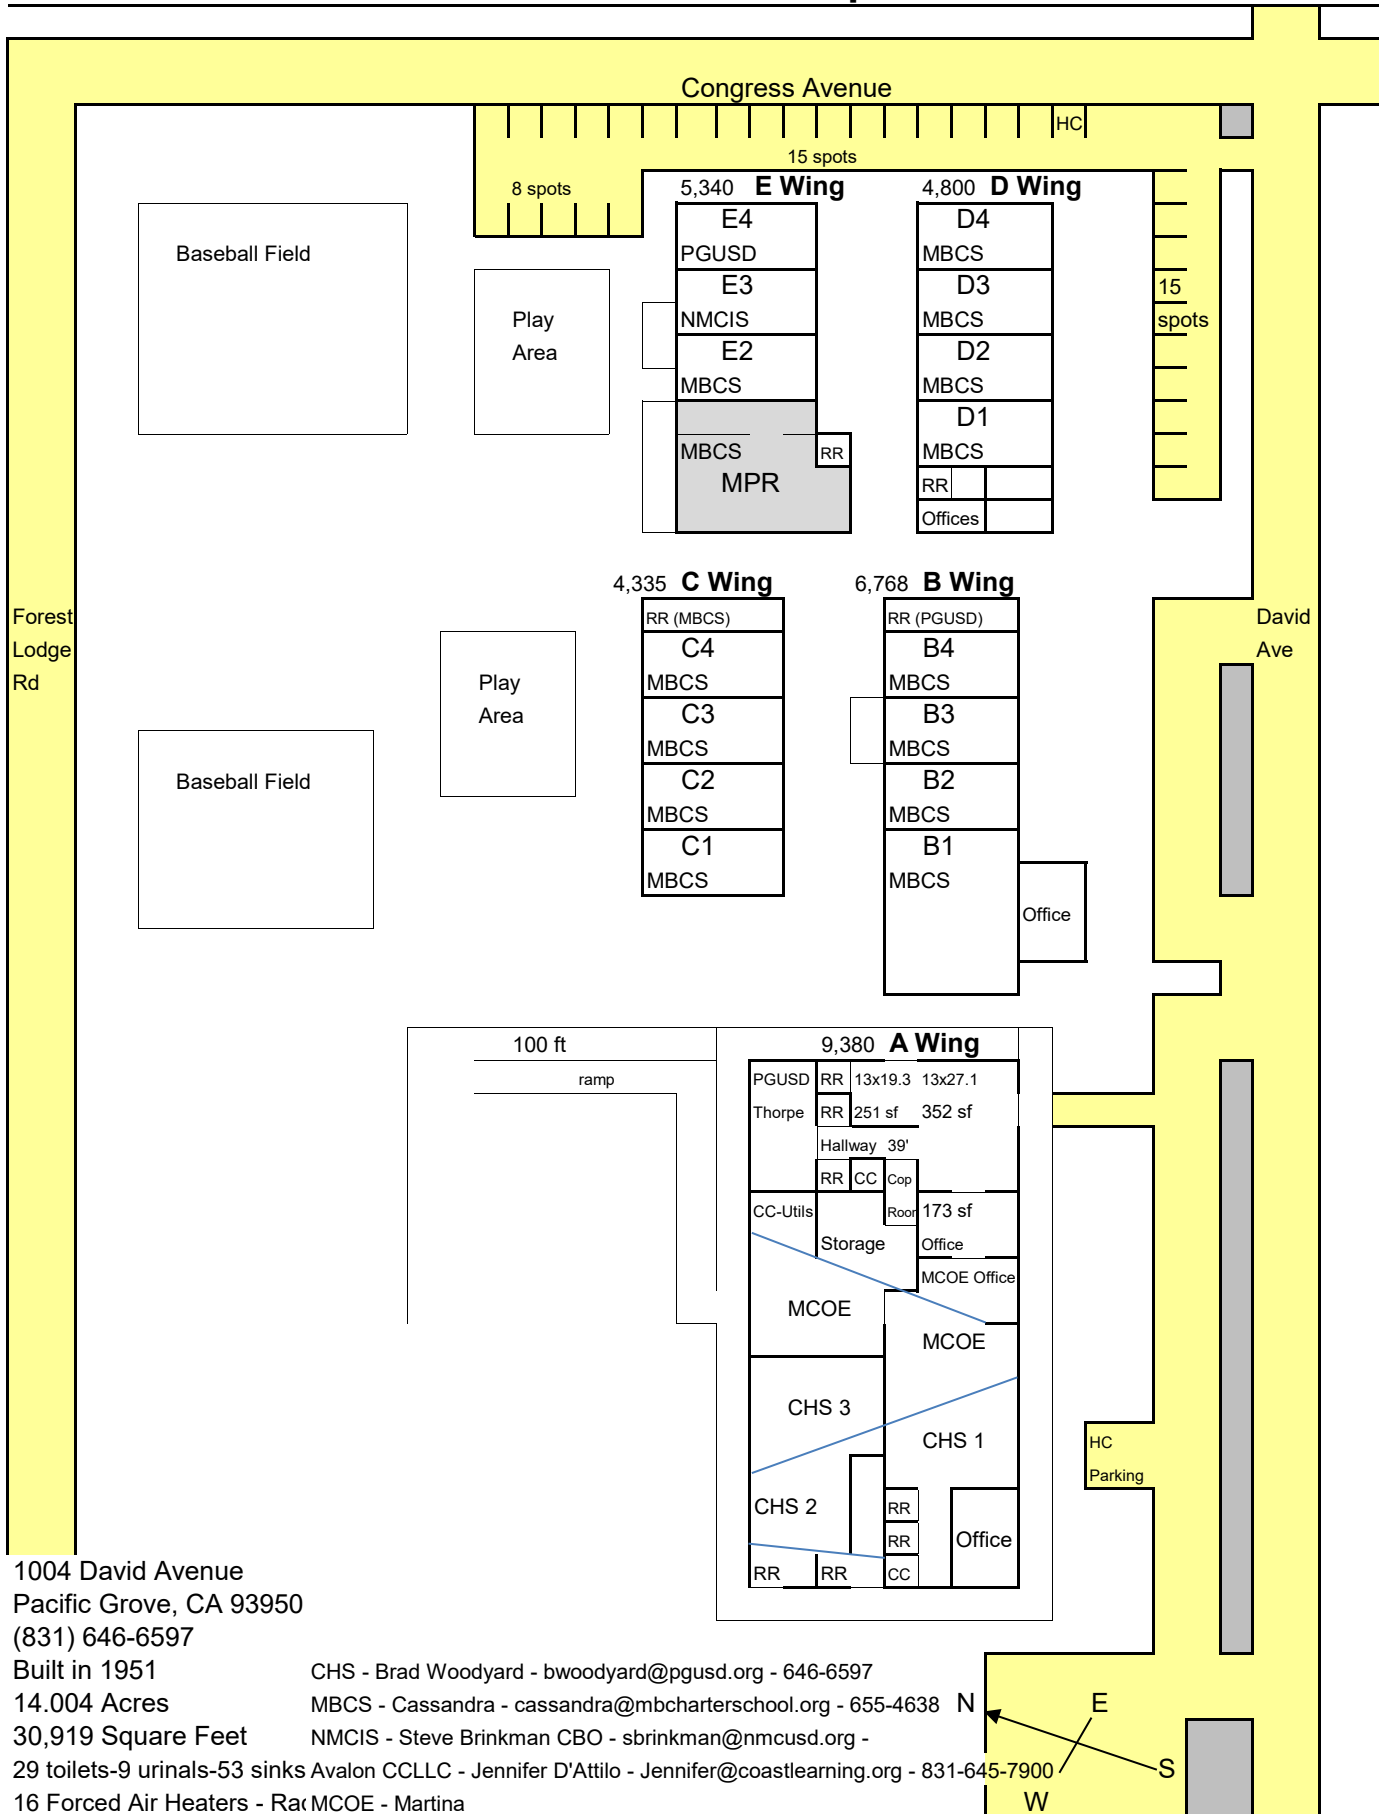 Congress Avenue
HC
15 spots
8 spots
5,340 E Wing
4,800 D Wing
E4
PGUSD
E3
NMCIS
E2
MBCS
MBCS
RR
MPR
D4
MBCS
D3
MBCS
D2
MBCS
D1
MBCS
RR
Offices
15
spots
Baseball Field
Play
Area
4,335 C Wing
RR (MBCS)
C4
MBCS
C3
MBCS
C2
MBCS
C1
MBCS
6,768 B Wing
RR (PGUSD)
B4
MBCS
B3
MBCS
B2
MBCS
B1
MBCS
Office
Forest
Lodge
Rd
David
Ave
Play
Area
Baseball Field
100 ft
ramp
9,380 A Wing
PGUSD RR 13x19.3 13x27.1
Thorpe RR 251 sf 352 sf
Hallway 39'
RR CC Cop
CC-Utils Roor 173 sf
Storage Office
MCOE Office
MCOE
MCOE
CHS 3
CHS 1
HC
Parking
CHS 2
RR
RR
Office
RR RR CC
1004 David Avenue
Pacific Grove, CA 93950
(831) 646-6597
Built in 1951
14.004 Acres
30,919 Square Feet
29 toilets-9 urinals-53 sinks
16 Forced Air Heaters - Rac
CHS - Brad Woodyard - bwoodyard@pgusd.org - 646-6597
MBCS - Cassandra - cassandra@mbcharterschool.org - 655-4638
NMCIS - Steve Brinkman CBO - sbrinkman@nmcusd.org -
Avalon CCLLC - Jennifer D'Attilo - Jennifer@coastlearning.org - 831-645-7900
MCOE - Martina
N
E
S
W